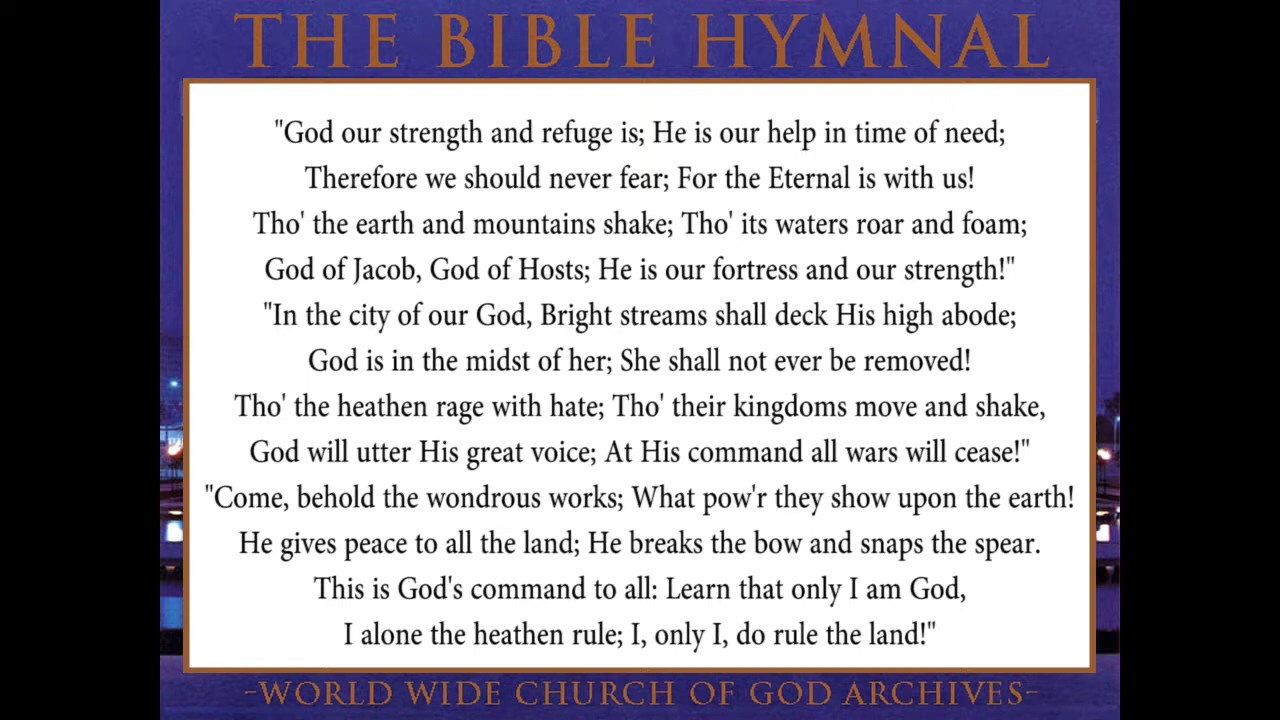 THE BIBLE HYMNAL
"God our strength and refuge is; He is our help in time of need;
Therefore we should never fear; For the Eternal is with us!
Tho' the earth and mountains shake; Tho' its waters roar and foam;
God of Jacob, God of Hosts; He is our fortress and our strength!"
"In the city of our God, Bright streams shall deck His high abode;
God is in the midst of her; She shall not ever be removed!
Tho' the heathen rage with hate; Tho' their kingdoms move and shake,
God will utter His great voice; At His command all wars will cease!"
"Come, behold the wondrous works; What pow'r they show upon the earth!
He gives peace to all the land; He breaks the bow and snaps the spear.
This is God's command to all: Learn that only I am God,
I alone the heathen rule; I, only I, do rule the land!"
-WORLD WIDE CHURCH OF GOD ARCHIVES-